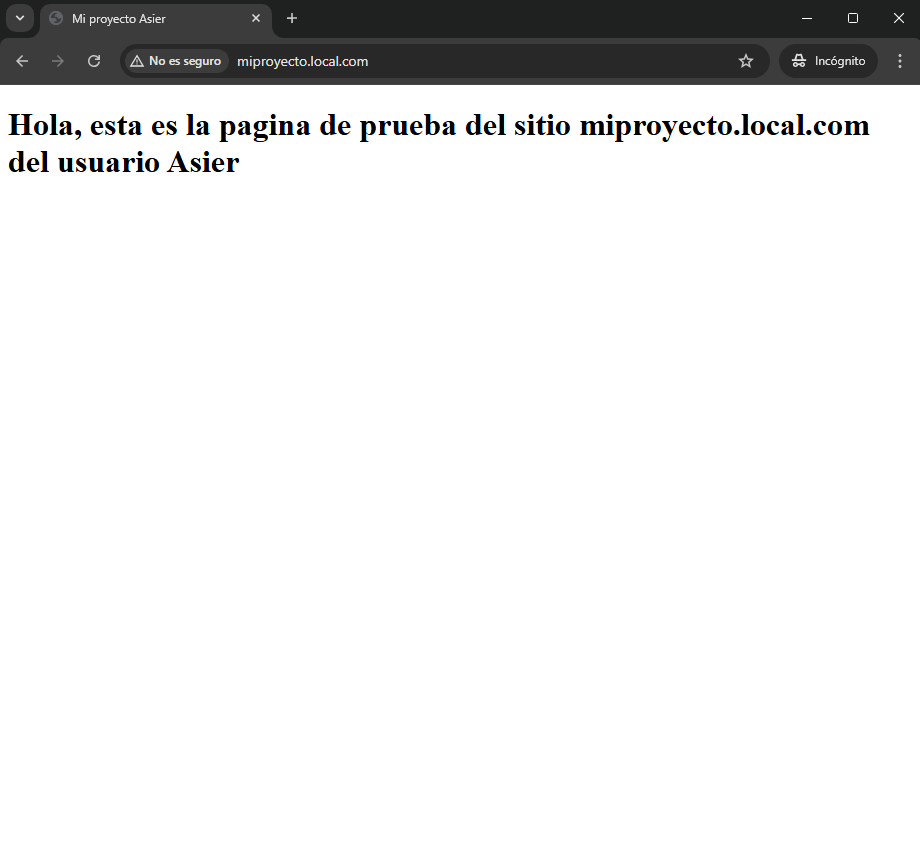 Mi proyecto Asier
No es seguro
miproyecto.local.com
Incógnito
Hola, esta es la pagina de prueba del sitio miproyecto.local.com
del usuario Asier